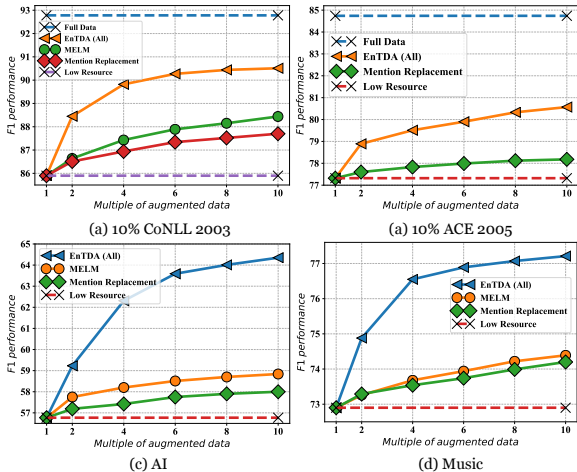 93
92
91
90
89
88
87
86
F1 performance
Full Data
EnTDA (All)
MELM
Mention Replacement
Low Resource
1 2 4 6 8 10
Multiple of augmented data
(a) 10% CoNLL 2003
85
84
83
82
81
80
79
78
77
F1 performance
Full Data
EnTDA (All)
Mention Replacement
Low Resource
1 2 4 6 8 10
Multiple of augmented data
(a) 10% ACE 2005
65
64
63
62
61
60
59
58
57
F1 performance
EnTDA (All)
MELM
Mention Replacement
Low Resource
1 2 4 6 8 10
Multiple of augmented data
(c) AI
77
76
75
74
73
F1 performance
EnTDA (All)
MELM
Mention Replacement
Low Resource
1 2 4 6 8 10
Multiple of augmented data
(d) Music